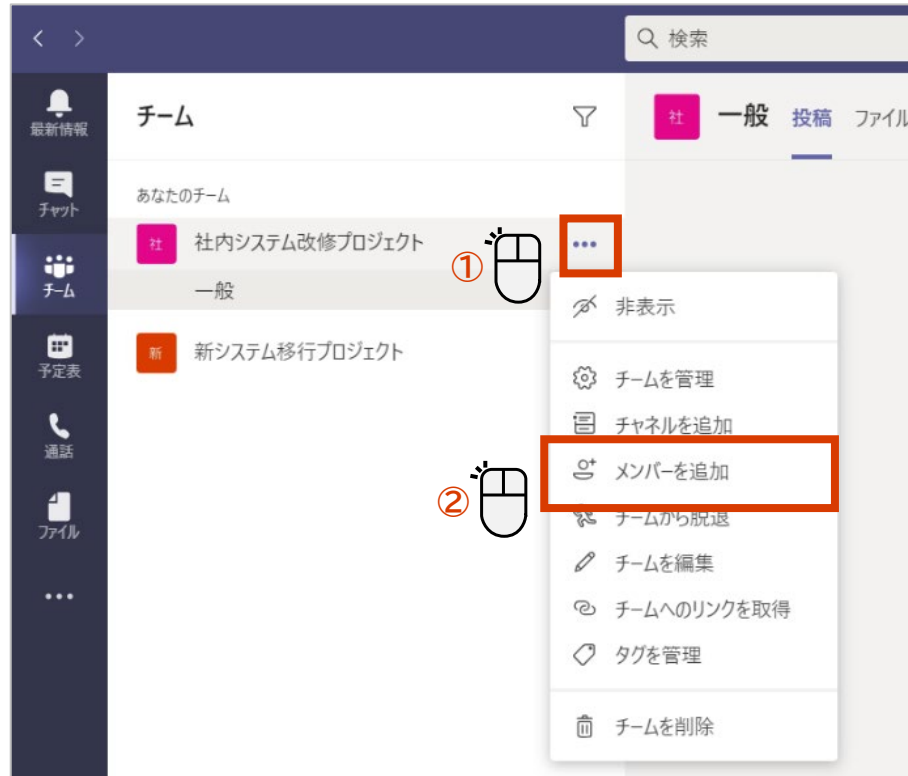 検索
最新情報
チャット
チーム
予定表
通話
ファイル
チーム
あなたのチーム
社 社内システム改修プロジェクト
一般
新 新システム移行プロジェクト
社 一般 投稿 ファイル
①
②
非表示
チームを管理
チャネルを追加
メンバーを追加
チームから脱退
チームを編集
チームへのリンクを取得
タグを管理
チームを削除